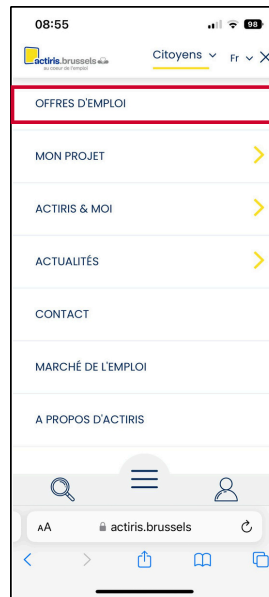 08:55
98
actiris.brussels
au coeur de l'emploi
Citoyens
Fr
OFFRES D'EMPLOI
MON PROJET
ACTIRIS & MOI
ACTUALITÉS
CONTACT
MARCHÉ DE L'EMPLOI
A PROPOS D'ACTIRIS
AA
actiris.brussels